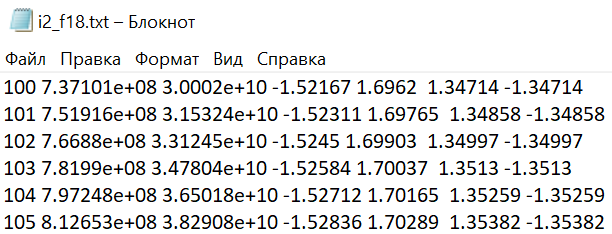 i2_f18.txt – Блокнот
Файл Правка Формат Вид Справка
100 7.37101e+08 3.0002e+10 -1.52167 1.6962  1.34714 -1.34714
101 7.51916e+08 3.15324e+10 -1.52311 1.69765  1.34858 -1.34858
102 7.6688e+08 3.31245e+10 -1.5245 1.69903  1.34997 -1.34997
103 7.8199e+08 3.47804e+10 -1.52584 1.70037  1.3513 -1.3513
104 7.97248e+08 3.65018e+10 -1.52712 1.70165  1.35259 -1.35259
105 8.12653e+08 3.82908e+10 -1.52836 1.70289  1.35382 -1.35382